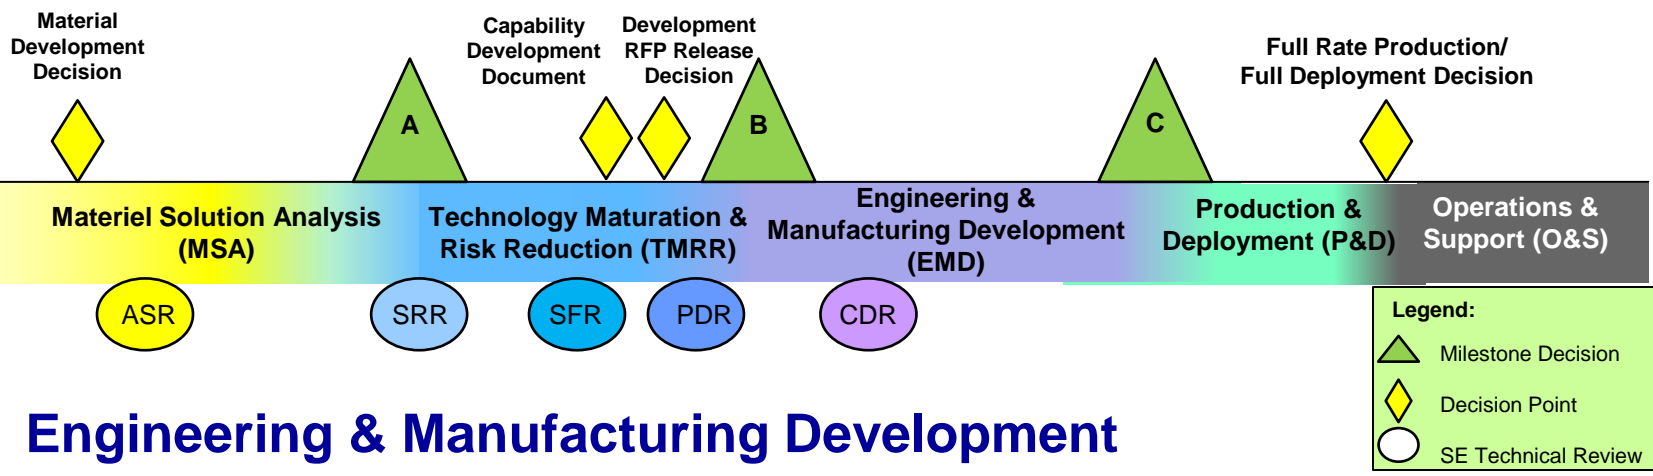 Material
Development
Decision
Capability
Development
Document
Development
RFP Release
Decision
Full Rate Production/
Full Deployment Decision
A
B
C
Materiel Solution Analysis
(MSA)
Technology Maturation &
Risk Reduction (TMRR)
Engineering &
Manufacturing Development
(EMD)
Production &
Deployment (P&D)
Operations &
Support (O&S)
ASR
SRR
SFR
PDR
CDR
Legend:
Milestone Decision
Decision Point
SE Technical Review
Engineering & Manufacturing Development